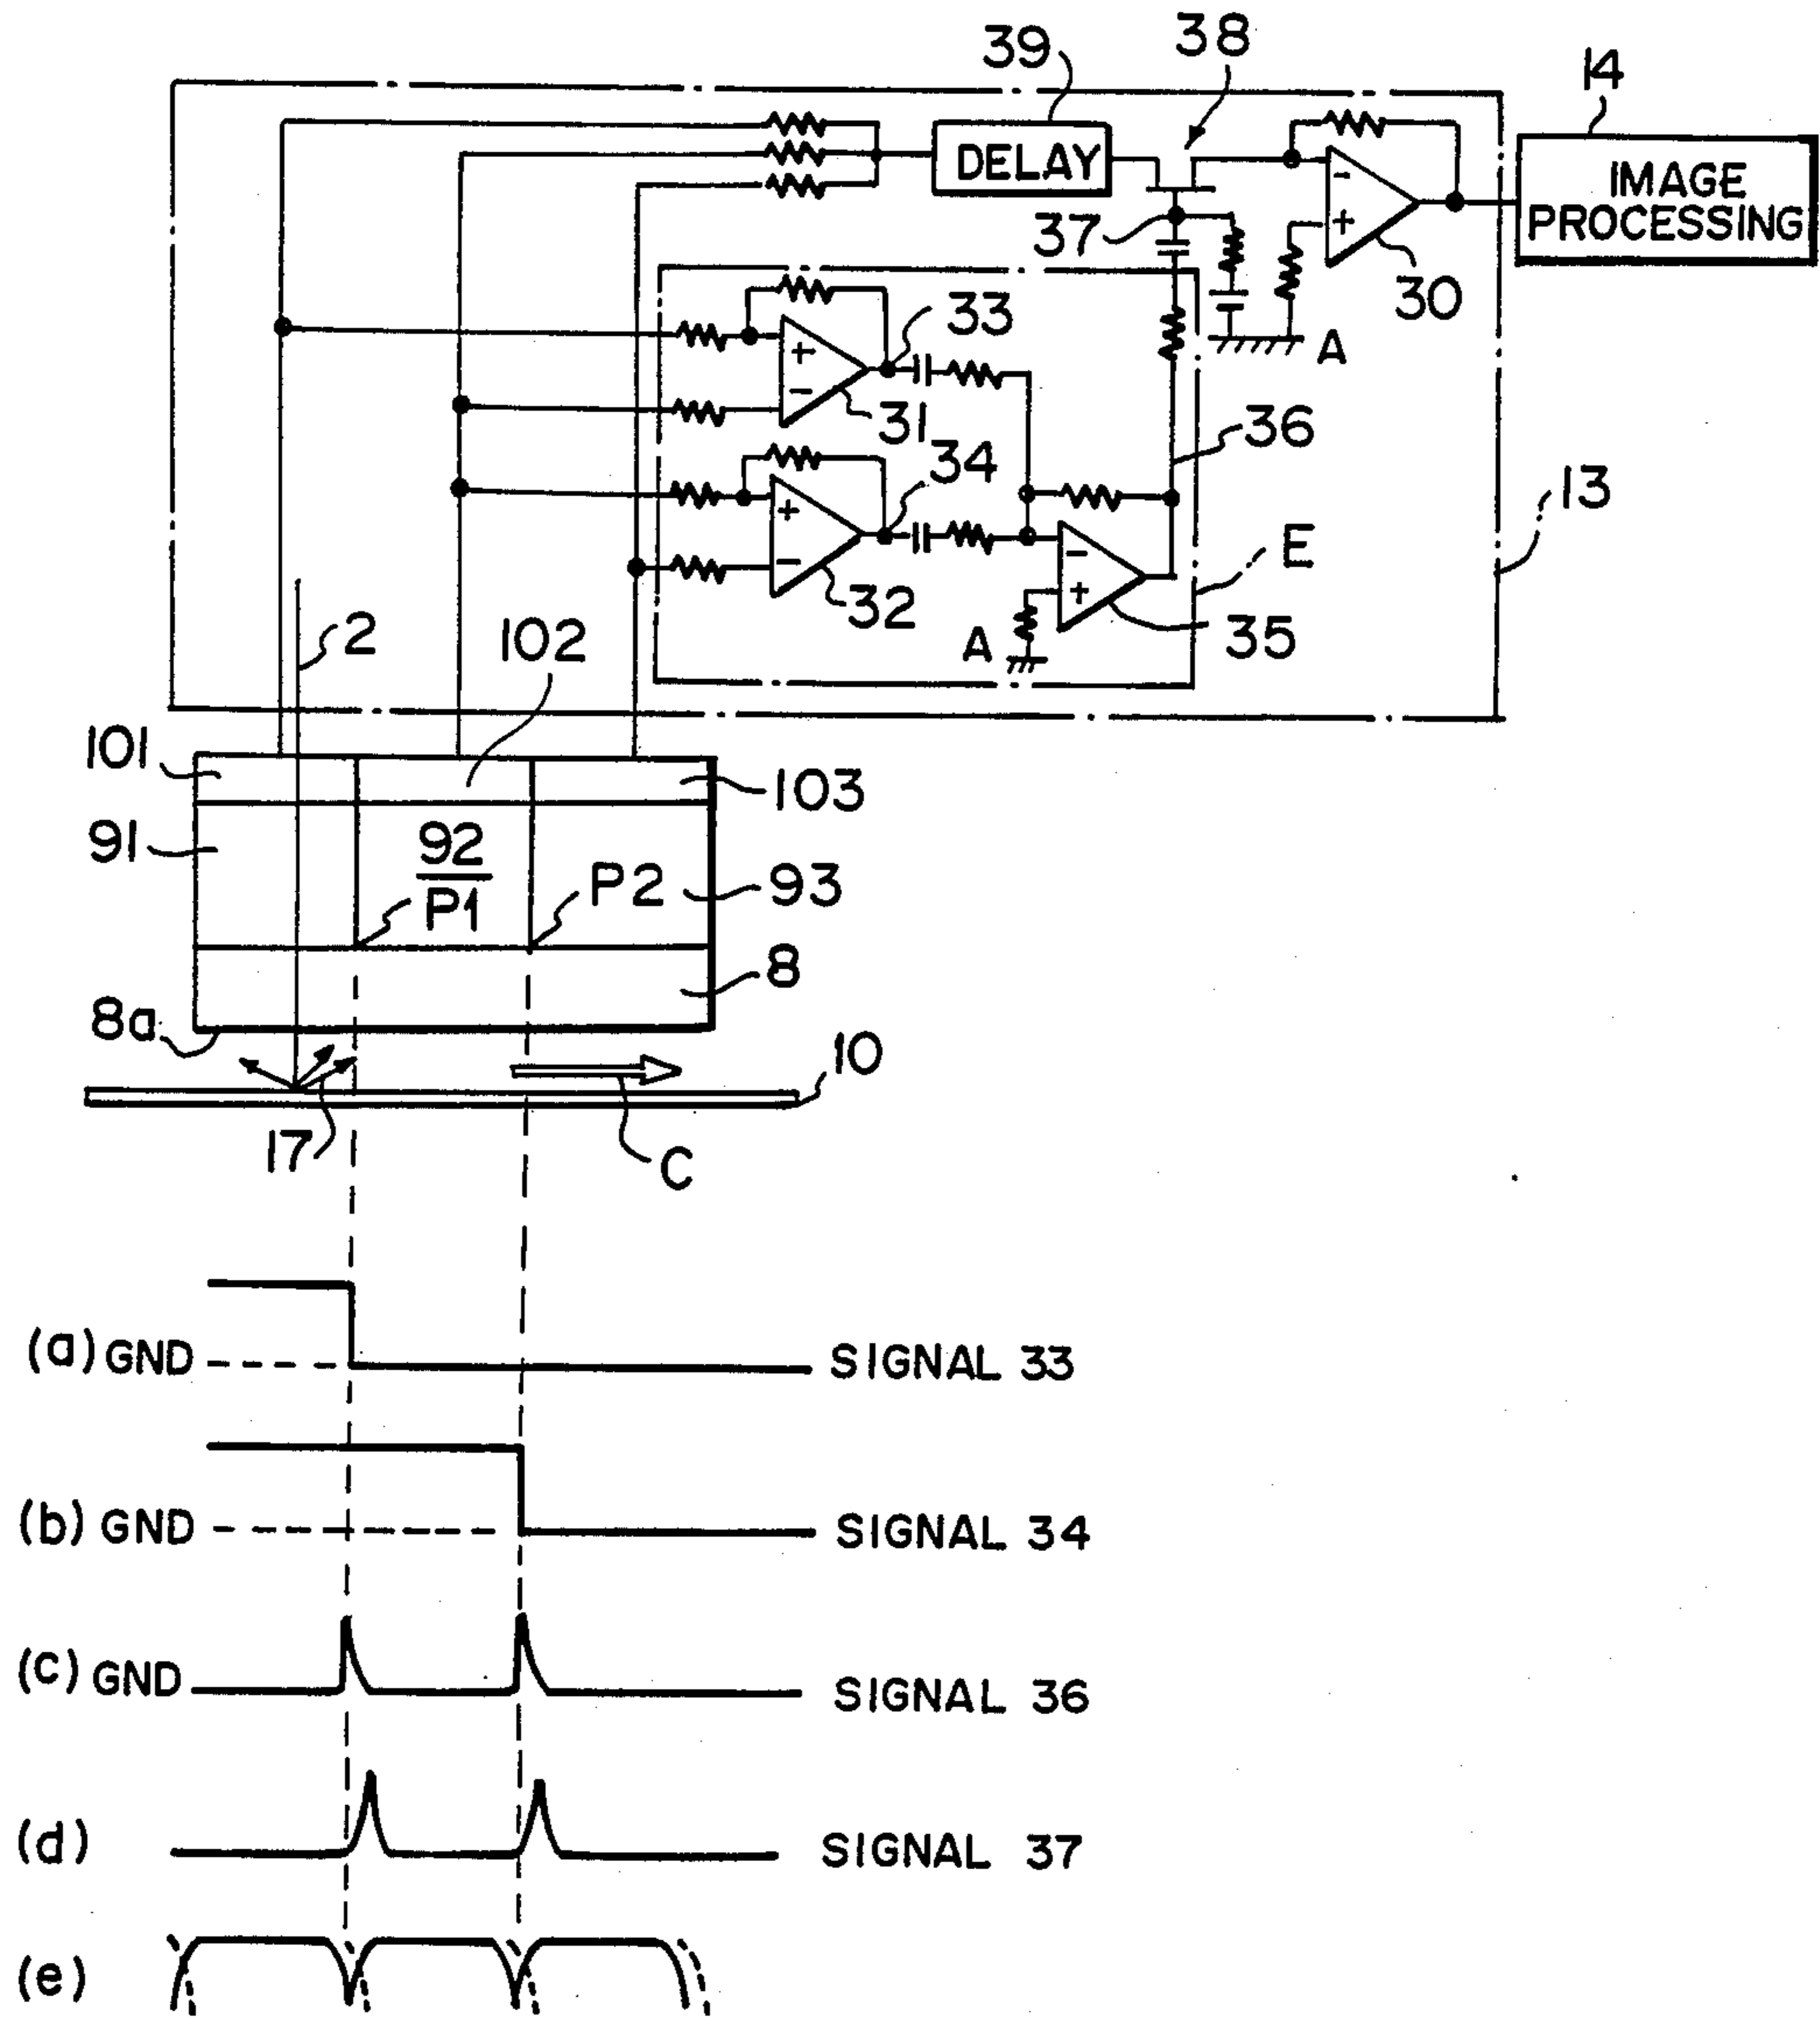 39
38
14
DELAY
IMAGE
PROCESSING
37
-
+
30
33
A
+
-
31
34
36
+
-
32
13
E
-
+
35
A
2
102
101
103
91
92
P1
P2
93
8
8a
10
17
C
(a) GND
SIGNAL 33
(b) GND
SIGNAL 34
(c) GND
SIGNAL 36
(d)
SIGNAL 37
(e)